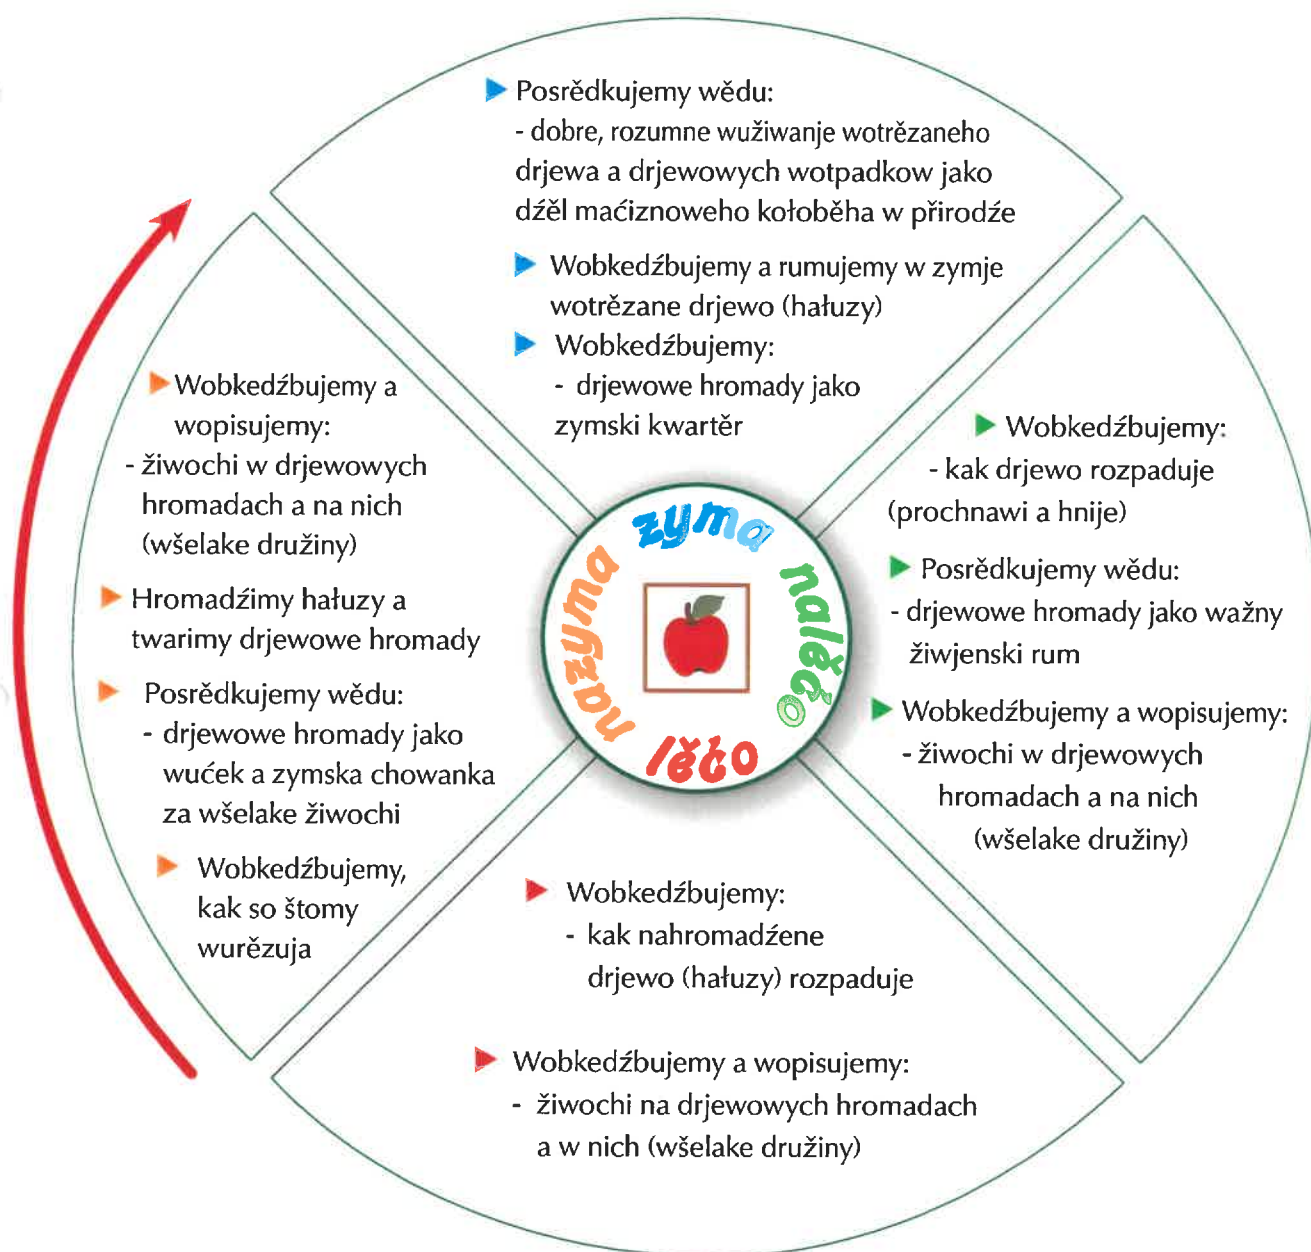 Posrědkujemy wědu:
- dobre, rozumne wužiwanje wotrězaneho
drjewa a drjewowych wotpadkow jako
dźěl maćiznoweho kołoběha w přirodźe
Wobkedźbujemy a rumujemy w zymje
wotrězane drjewo (hałuzy)
Wobkedźbujemy:
- drjewowe hromady jako
zymski kwartěr
Wobkedźbujemy:
- kak drjewo rozpaduje
(prochnawi a hnije)
Posrědkujemy wědu:
- drjewowe hromady jako ważny
žiwjenski rum
Wobkedźbujemy a wopisujemy:
- žiwochi w drjewowych
hromadach a na nich
(wšelake družiny)
Wobkedźbujemy:
- kak nahromadźene
drjewo (hałuzy) rozpaduje
Wobkedźbujemy a wopisujemy:
- žiwochi na drjewowych hromadach
a w nich (wšelake družiny)
Wobkedźbujemy a
wopisujemy:
- žiwochi w drjewowych
hromadach a na nich
(wšelake družiny)
Hromadźimy hałuzy a
twarimy drjewowe hromady
Posrědkujemy wědu:
- drjewowe hromady jako
wućek a zymska chowanka
za wšelake žiwochi
Wobkedźbujemy,
kak so štomy
wurězuja
zyma
nalěćo
lěćo
nazyma